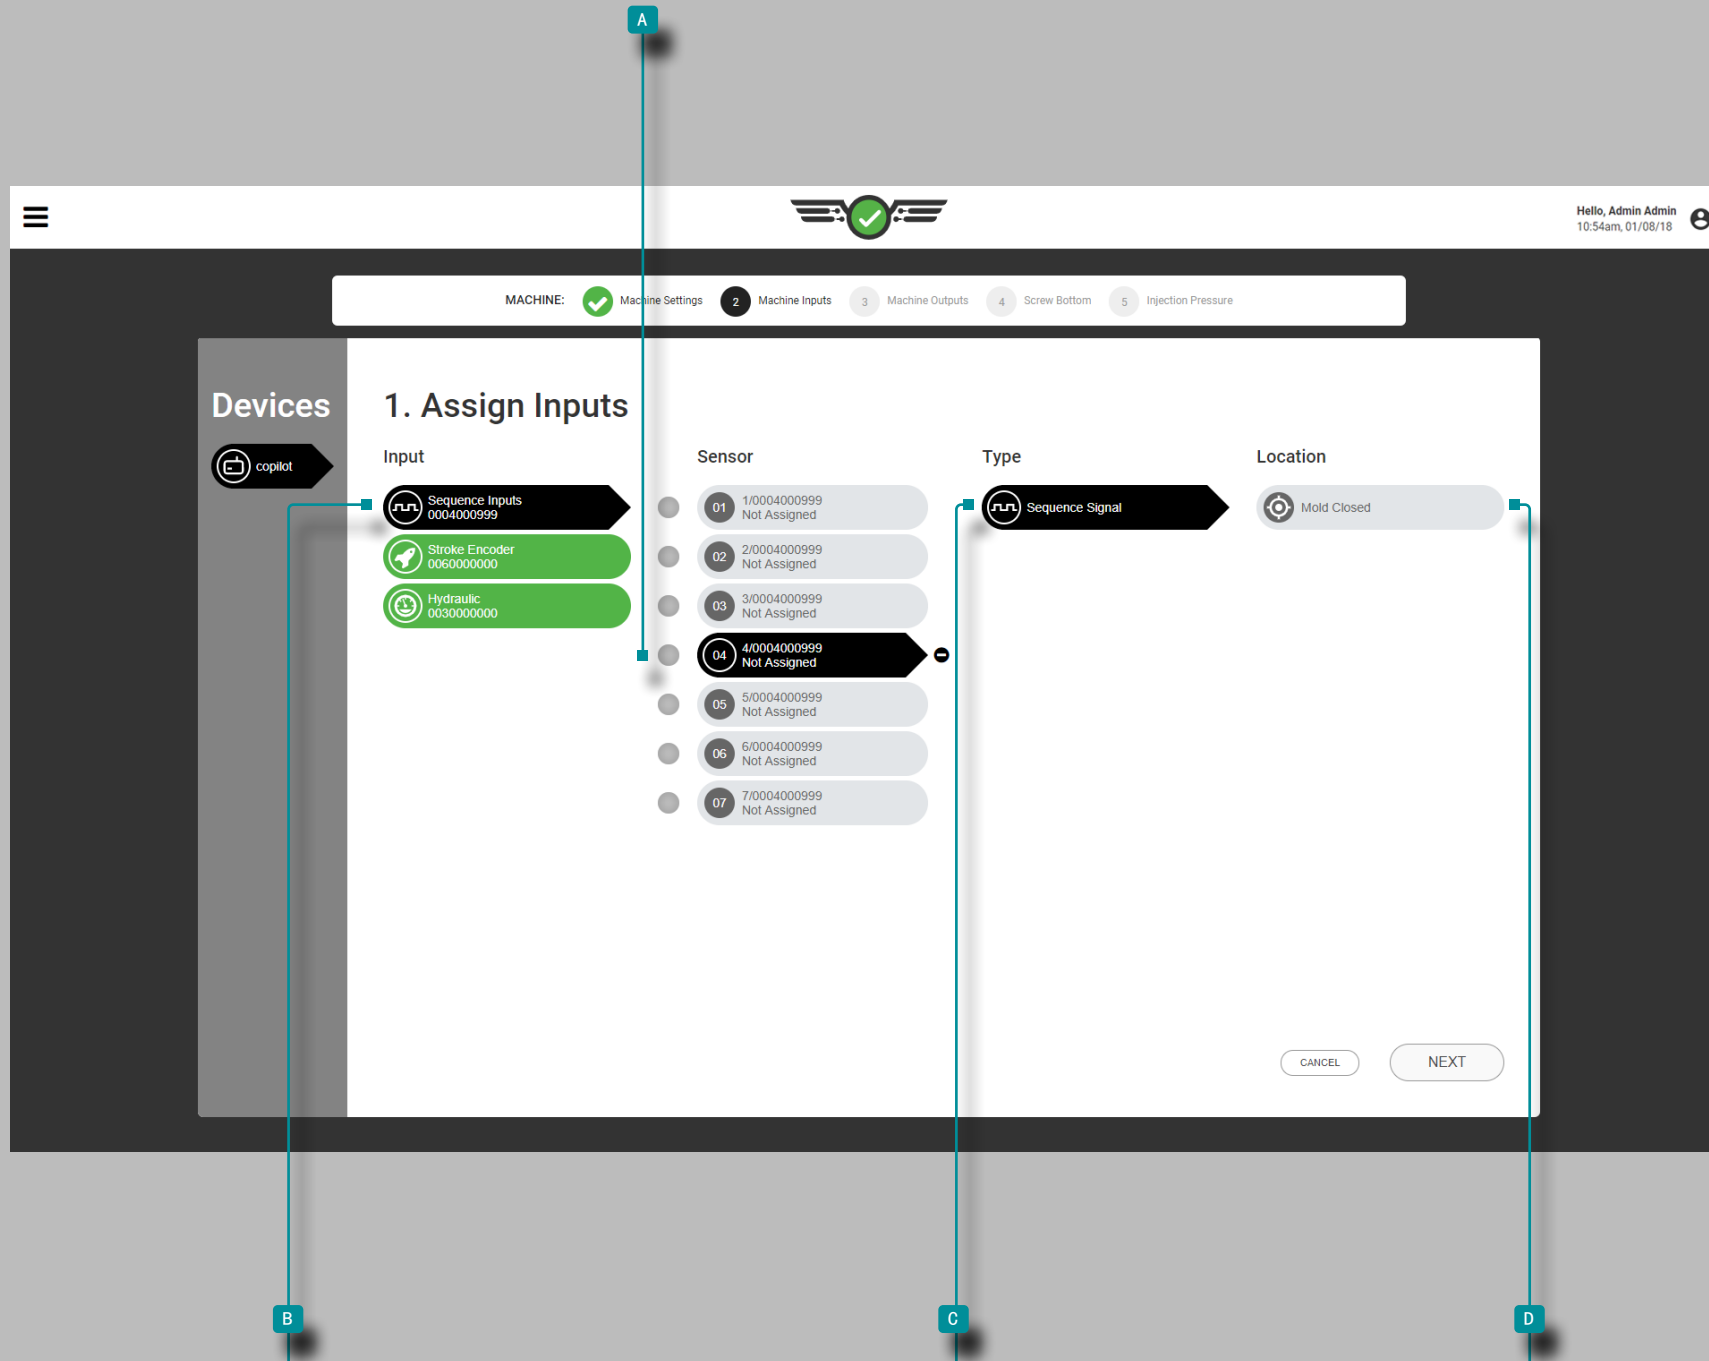 A
Hello, Admin Admin
10:54am, 01/08/18
MACHINE: Machine Settings 2 Machine Inputs 3 Machine Outputs 4 Screw Bottom 5 Injection Pressure
Devices
copilot
1. Assign Inputs
Input
Sequence Inputs
0004000999
Stroke Encoder
0060000000
Hydraulic
0030000000
Sensor
01 1/0004000999
Not Assigned
02 2/0004000999
Not Assigned
03 3/0004000999
Not Assigned
04 4/0004000999
Not Assigned
05 5/0004000999
Not Assigned
06 6/0004000999
Not Assigned
07 7/0004000999
Not Assigned
Type
Sequence Signal
Location
Mold Closed
CANCEL NEXT
B C D